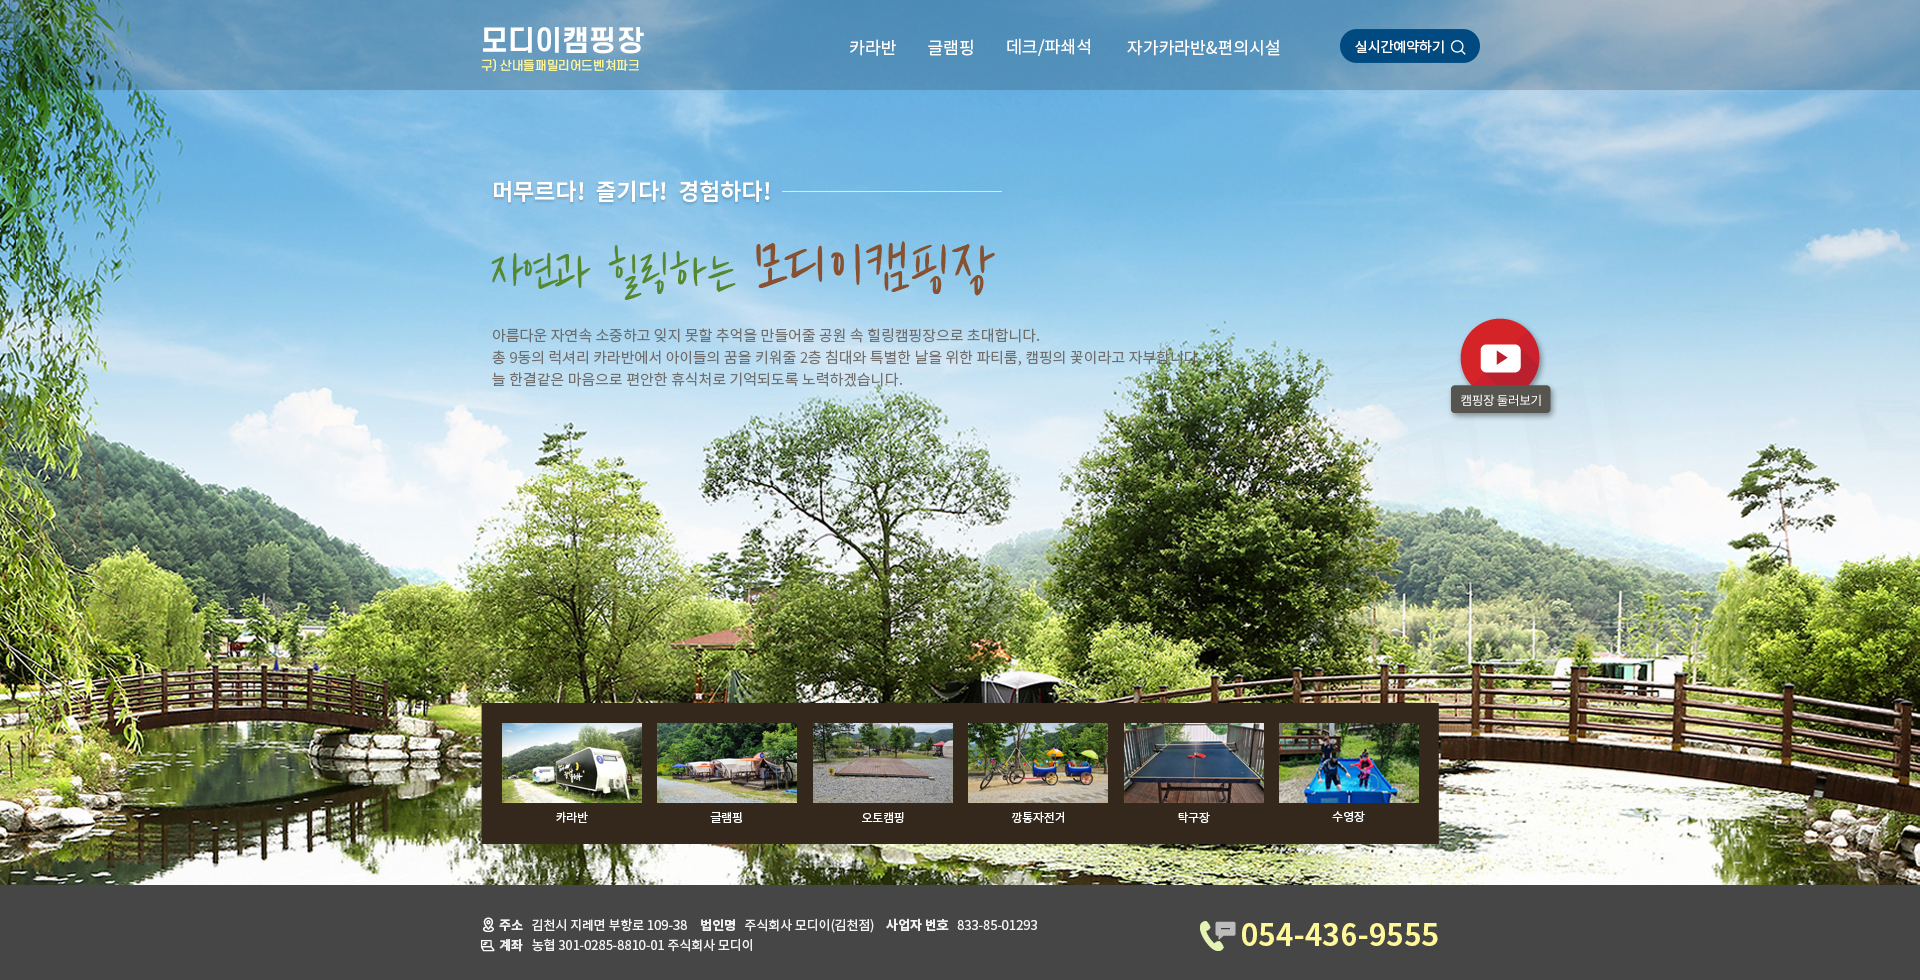 모디이캠핑장
구) 산내들패밀리어드벤쳐파크
카라반 글램핑 데크/파쇄석 자가카라반&편의시설 실시간예약하기
머무르다! 즐기다! 경험하다!
자연과 힐링하는 모디이캠핑장
아름다운 자연속 소중하고 잊지 못할 추억을 만들어줄 공원 속 힐링캠핑장으로 초대합니다.
총 9동의 럭셔리 카라반에서 아이들의 꿈을 키워줄 2층 침대와 특별한 날을 위한 파티룸, 캠핑의 꽃이라고 자부합니다.
늘 한결같은 마음으로 편안한 휴식처로 기억되도록 노력하겠습니다.
캠핑장 둘러보기
카라반 글램핑 오토캠핑 깡통자전거 탁구장 수영장
주소 김천시 지례면 부항로 109-38 법인명 주식회사 모디이(김천점) 사업자 번호 833-85-01293
계좌 농협 301-0285-8810-01 주식회사 모디이
054-436-9555